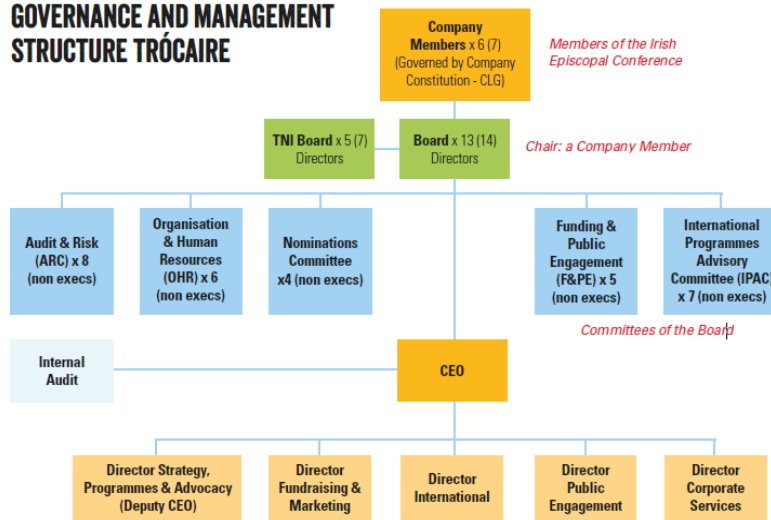 GOVERNANCE AND MANAGEMENT
STRUCTURE TRÓCAIRE
Company
Members x 6 (7)
(Governed by Company
Constitution - CLG)
Members of the Irish
Episcopal Conference
TNI Board x 5 (7)
Directors
Board x 13 (14)
Directors
Chair: a Company Member
Audit & Risk
(ARC) x 8
(non execs)
Organisation
& Human
Resources
(OHR) x 6
(non execs)
Nominations
Committee
x4 (non execs)
Funding &
Public
Engagement
(F&PE) x 5
(non execs)
International
Programmes
Advisory
Committee (IPAC)
x 7 (non execs)
Committees of the Board
Internal
Audit
CEO
Director Strategy,
Programmes & Advocacy
(Deputy CEO)
Director
Fundraising &
Marketing
Director
International
Director
Public
Engagement
Director
Corporate
Services